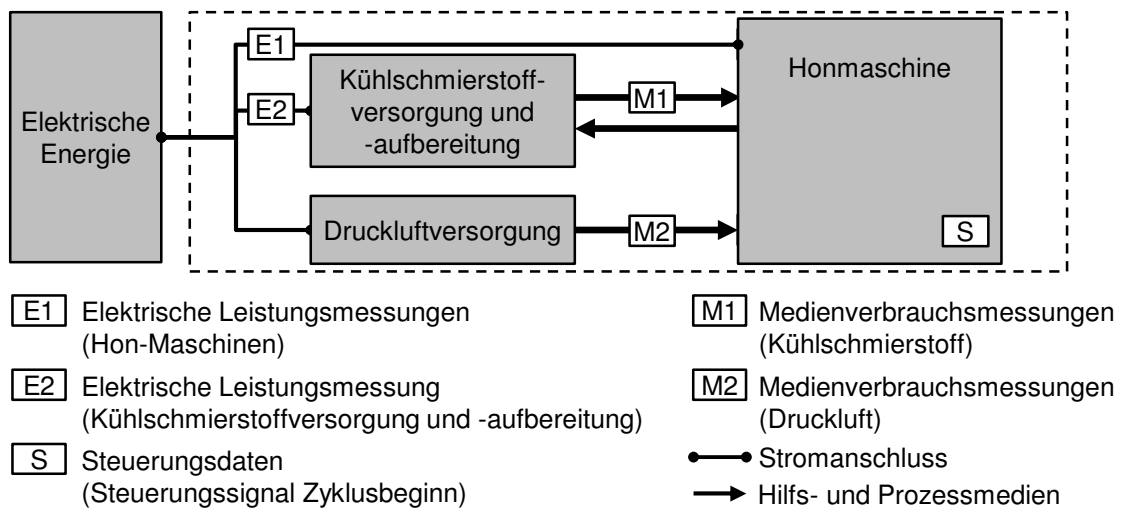 Elektrische
Energie
E1
E2
Kühlschmierstoff-
versorgung und
-aufbereitung
Druckluftversorgung
M1
M2
Honmaschine
S
E1 Elektrische Leistungsmessungen
(Hon-Maschinen)
E2 Elektrische Leistungsmessung
(Kühlschmierstoffversorgung und -aufbereitung)
S Steuerungsdaten
(Steuerungssignal Zyklusbeginn)
M1 Medienverbrauchsmessungen
(Kühlschmierstoff)
M2 Medienverbrauchsmessungen
(Druckluft)
Stromanschluss
Hilfs- und Prozessmedien